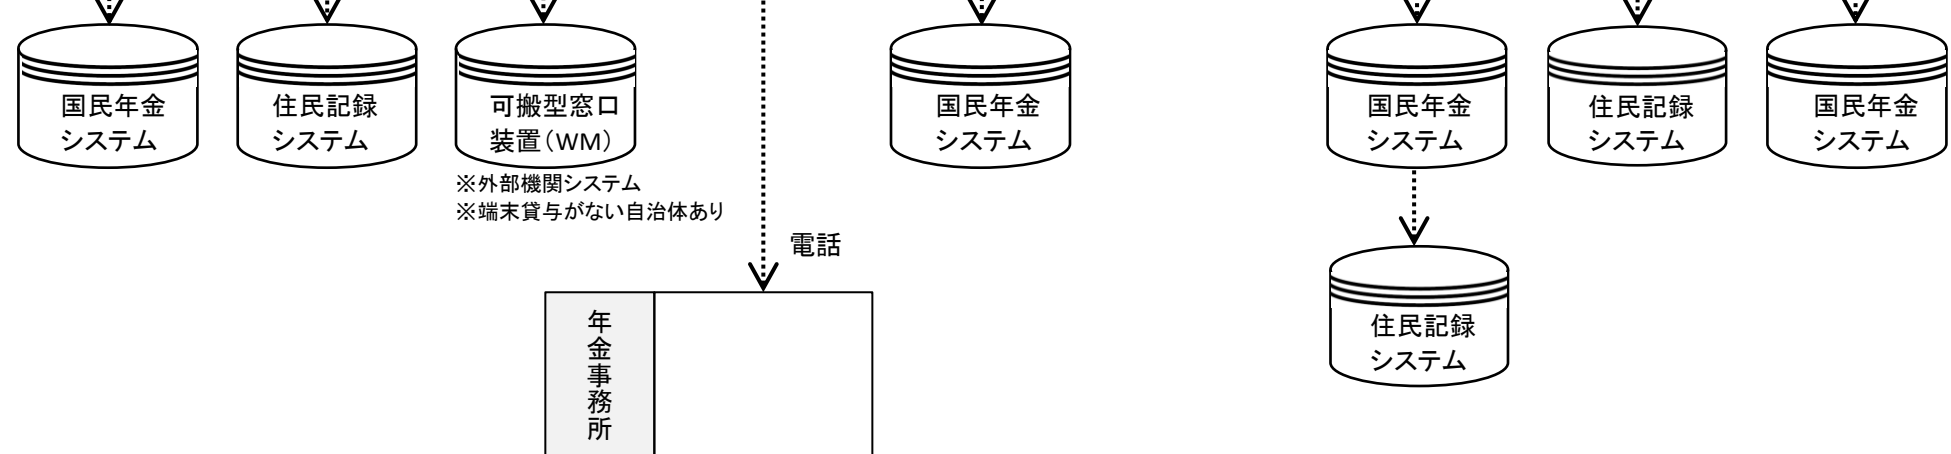 国民年金
システム
住民記録
システム
可搬型窓口
装置（WM）
※外部機関システム
※端末貸与がない自治体あり
国民年金
システム
国民年金
システム
住民記録
システム
国民年金
システム
電話
年金事務所
住民記録
システム